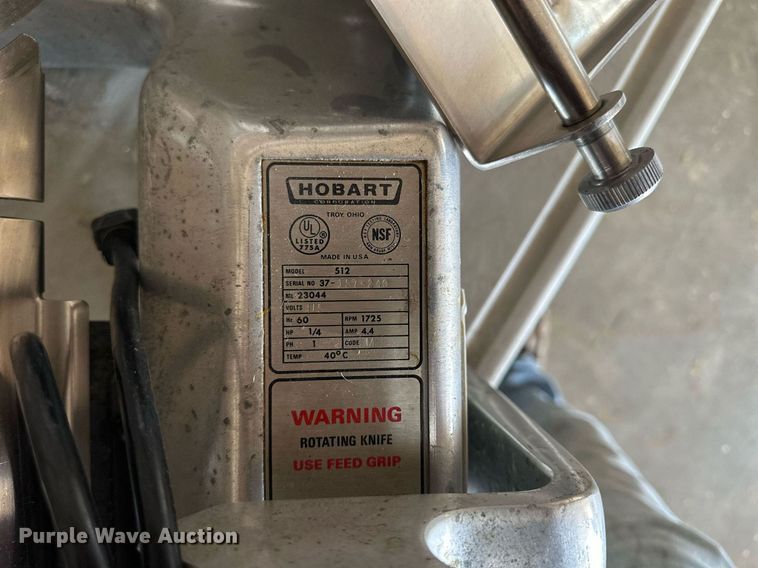 HOBART
CORPORATION
TROY, OHIO
UL
LISTED
775A
NSF
MADE IN U S A
MODEL 512
SERIAL NO 37-
ML 23044
VOLTS
Hz 60 RPM 1725
HP 1/4 AMP 4.4
PH 1 CODE
TEMP 40°C
WARNING
ROTATING KNIFE
USE FEED GRIP
Purple Wave Auction